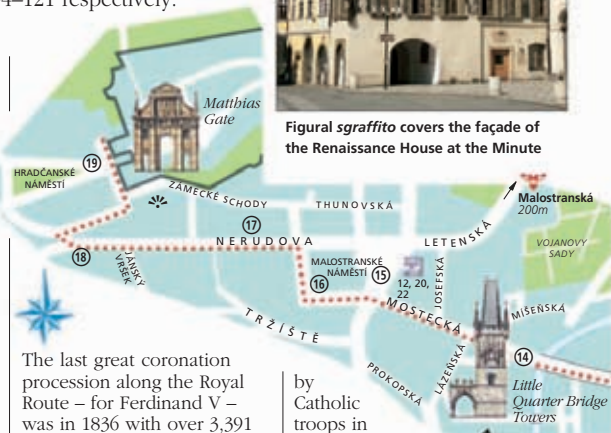 4–121 respectively.
Matthias
Gate
Figural sgraffito covers the façade of
the Renaissance House at the Minute
HRADČANSKÉ
NÁMĚSTÍ
19
ZÁMECKÉ SCHODY
THUNOVSKÁ
Malostranská
200m
VOJANOVY
SADY
LETENSKÁ
17
NERUDOVA
18
JÁNSKÝ
VRŠEK
MALOSTRANSKÉ
NÁMĚSTÍ
15
16
12, 20,
22
JOSEFSKÁ
MOSTECKÁ
MÍŠEŇSKÁ
TRŽIŠTĚ
PROKOPSKÁ
LÁZEŇSKÁ
14
Little
Quarter Bridge
Towers
The last great coronation
procession along the Royal
Route – for Ferdinand V –
was in 1836 with over 3,391
by
Catholic
troops in